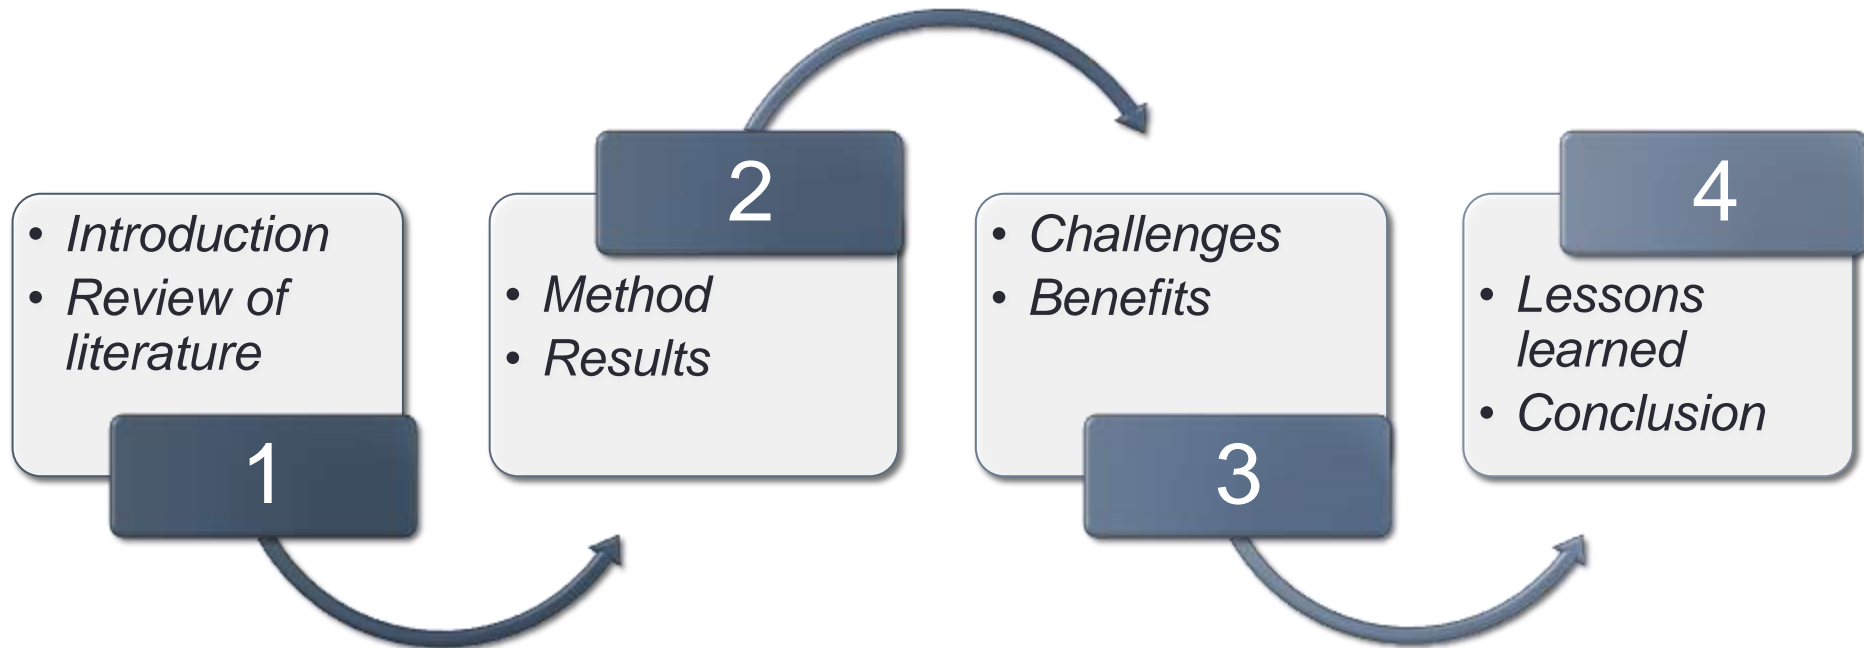 • Introduction
• Review of
literature
1
2
• Method
• Results
• Challenges
• Benefits
3
4
• Lessons
learned
• Conclusion